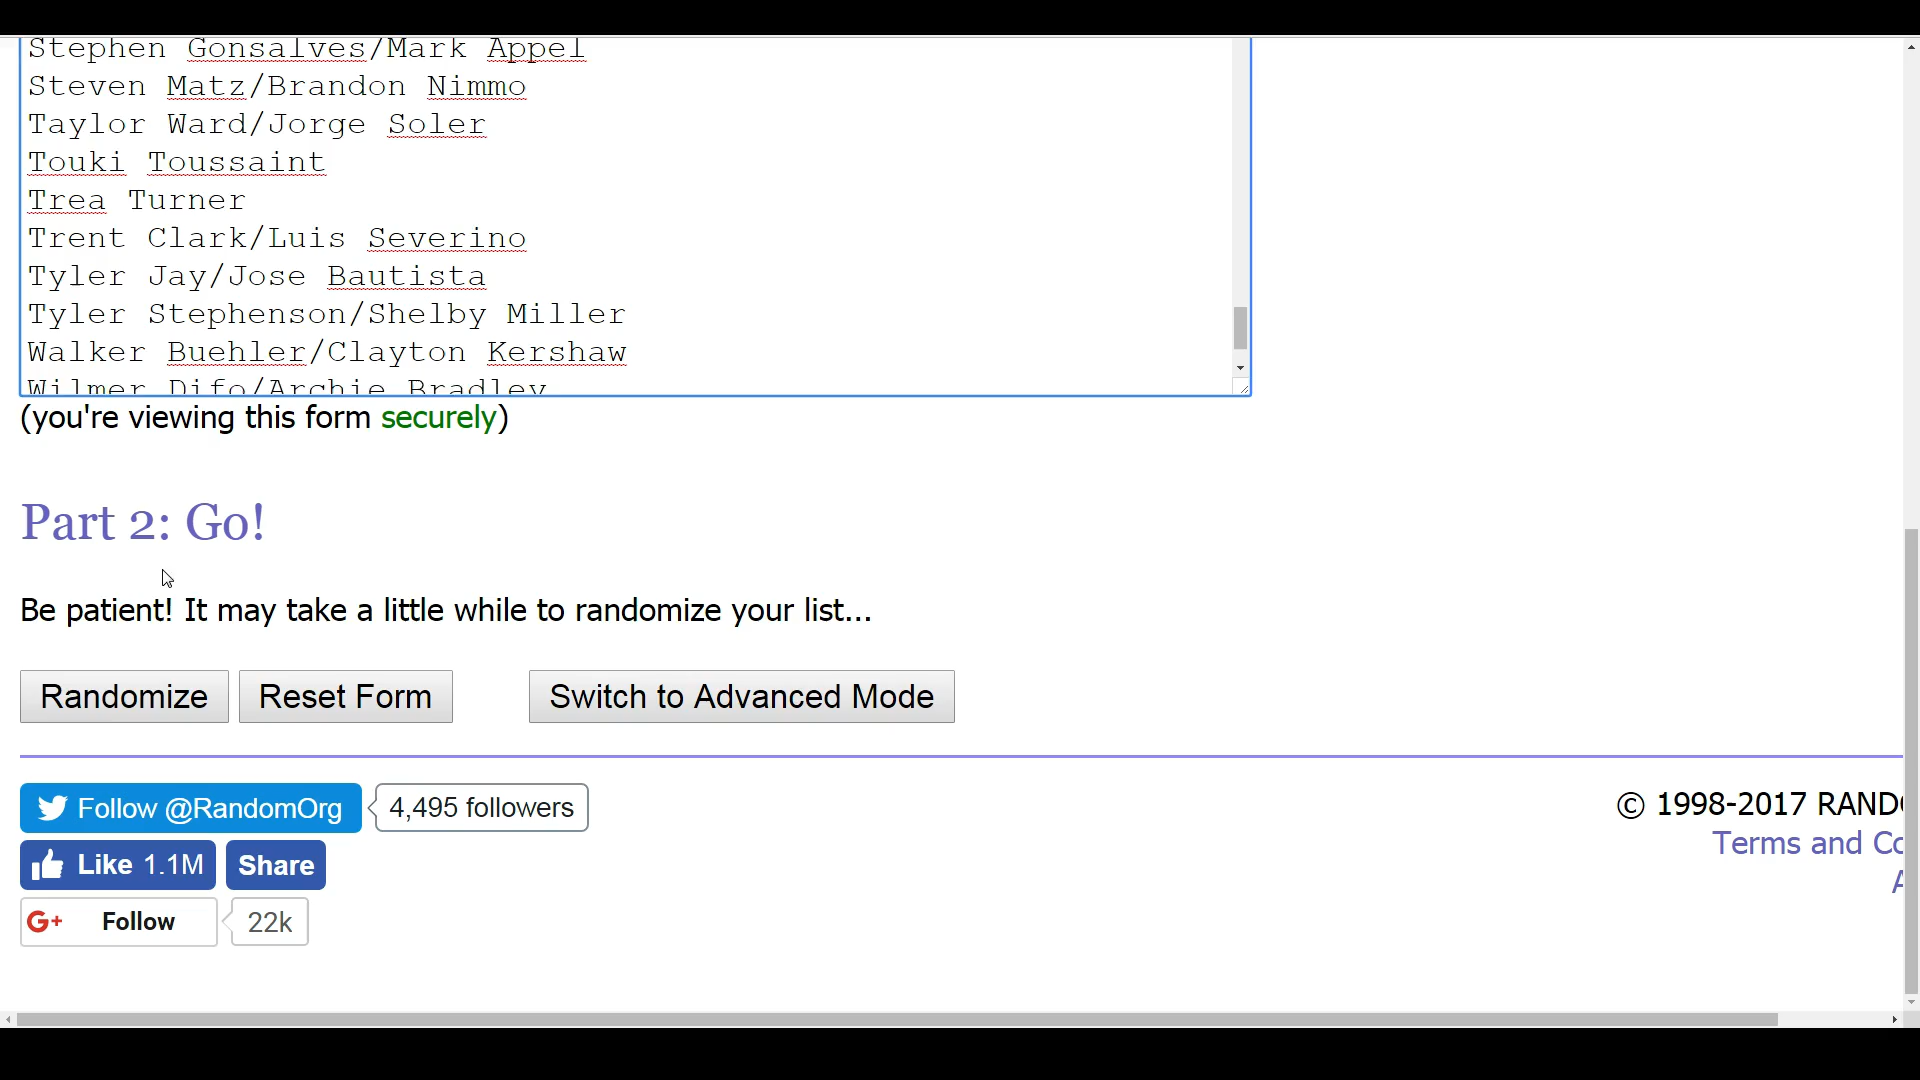 Stephen Gonsalves/Mark Appel
Steven Matz/Brandon Nimmo
Taylor Ward/Jorge Soler
Touki Toussaint
Trea Turner
Trent Clark/Luis Severino
Tyler Jay/Jose Bautista
Tyler Stephenson/Shelby Miller
Walker Buehler/Clayton Kershaw
Wilmer Difo/Archie Bradley
(you're viewing this form securely)
Part 2: Go!
Be patient! It may take a little while to randomize your list...
Randomize Reset Form Switch to Advanced Mode
Follow @RandomOrg 4,495 followers
© 1998-2017 RANDO
Terms and Co
A
Like 1.1M Share
G+ Follow 22k